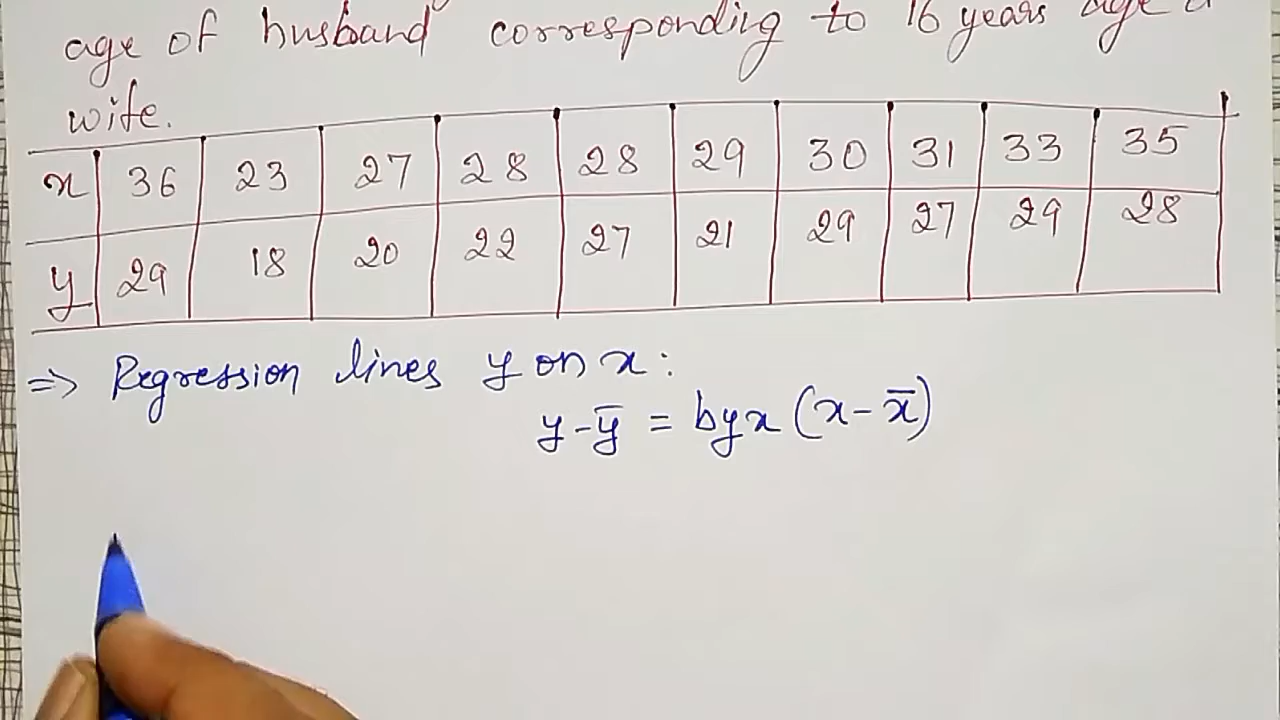 age of husband corresponding to 16 years age
wife.
x 36 23 27 28 28 29 30 31 33 35
y 29 18 20 22 27 21 29 27 29 28
=> Regression lines y on x :
y - ȳ = byx (x - x̄)